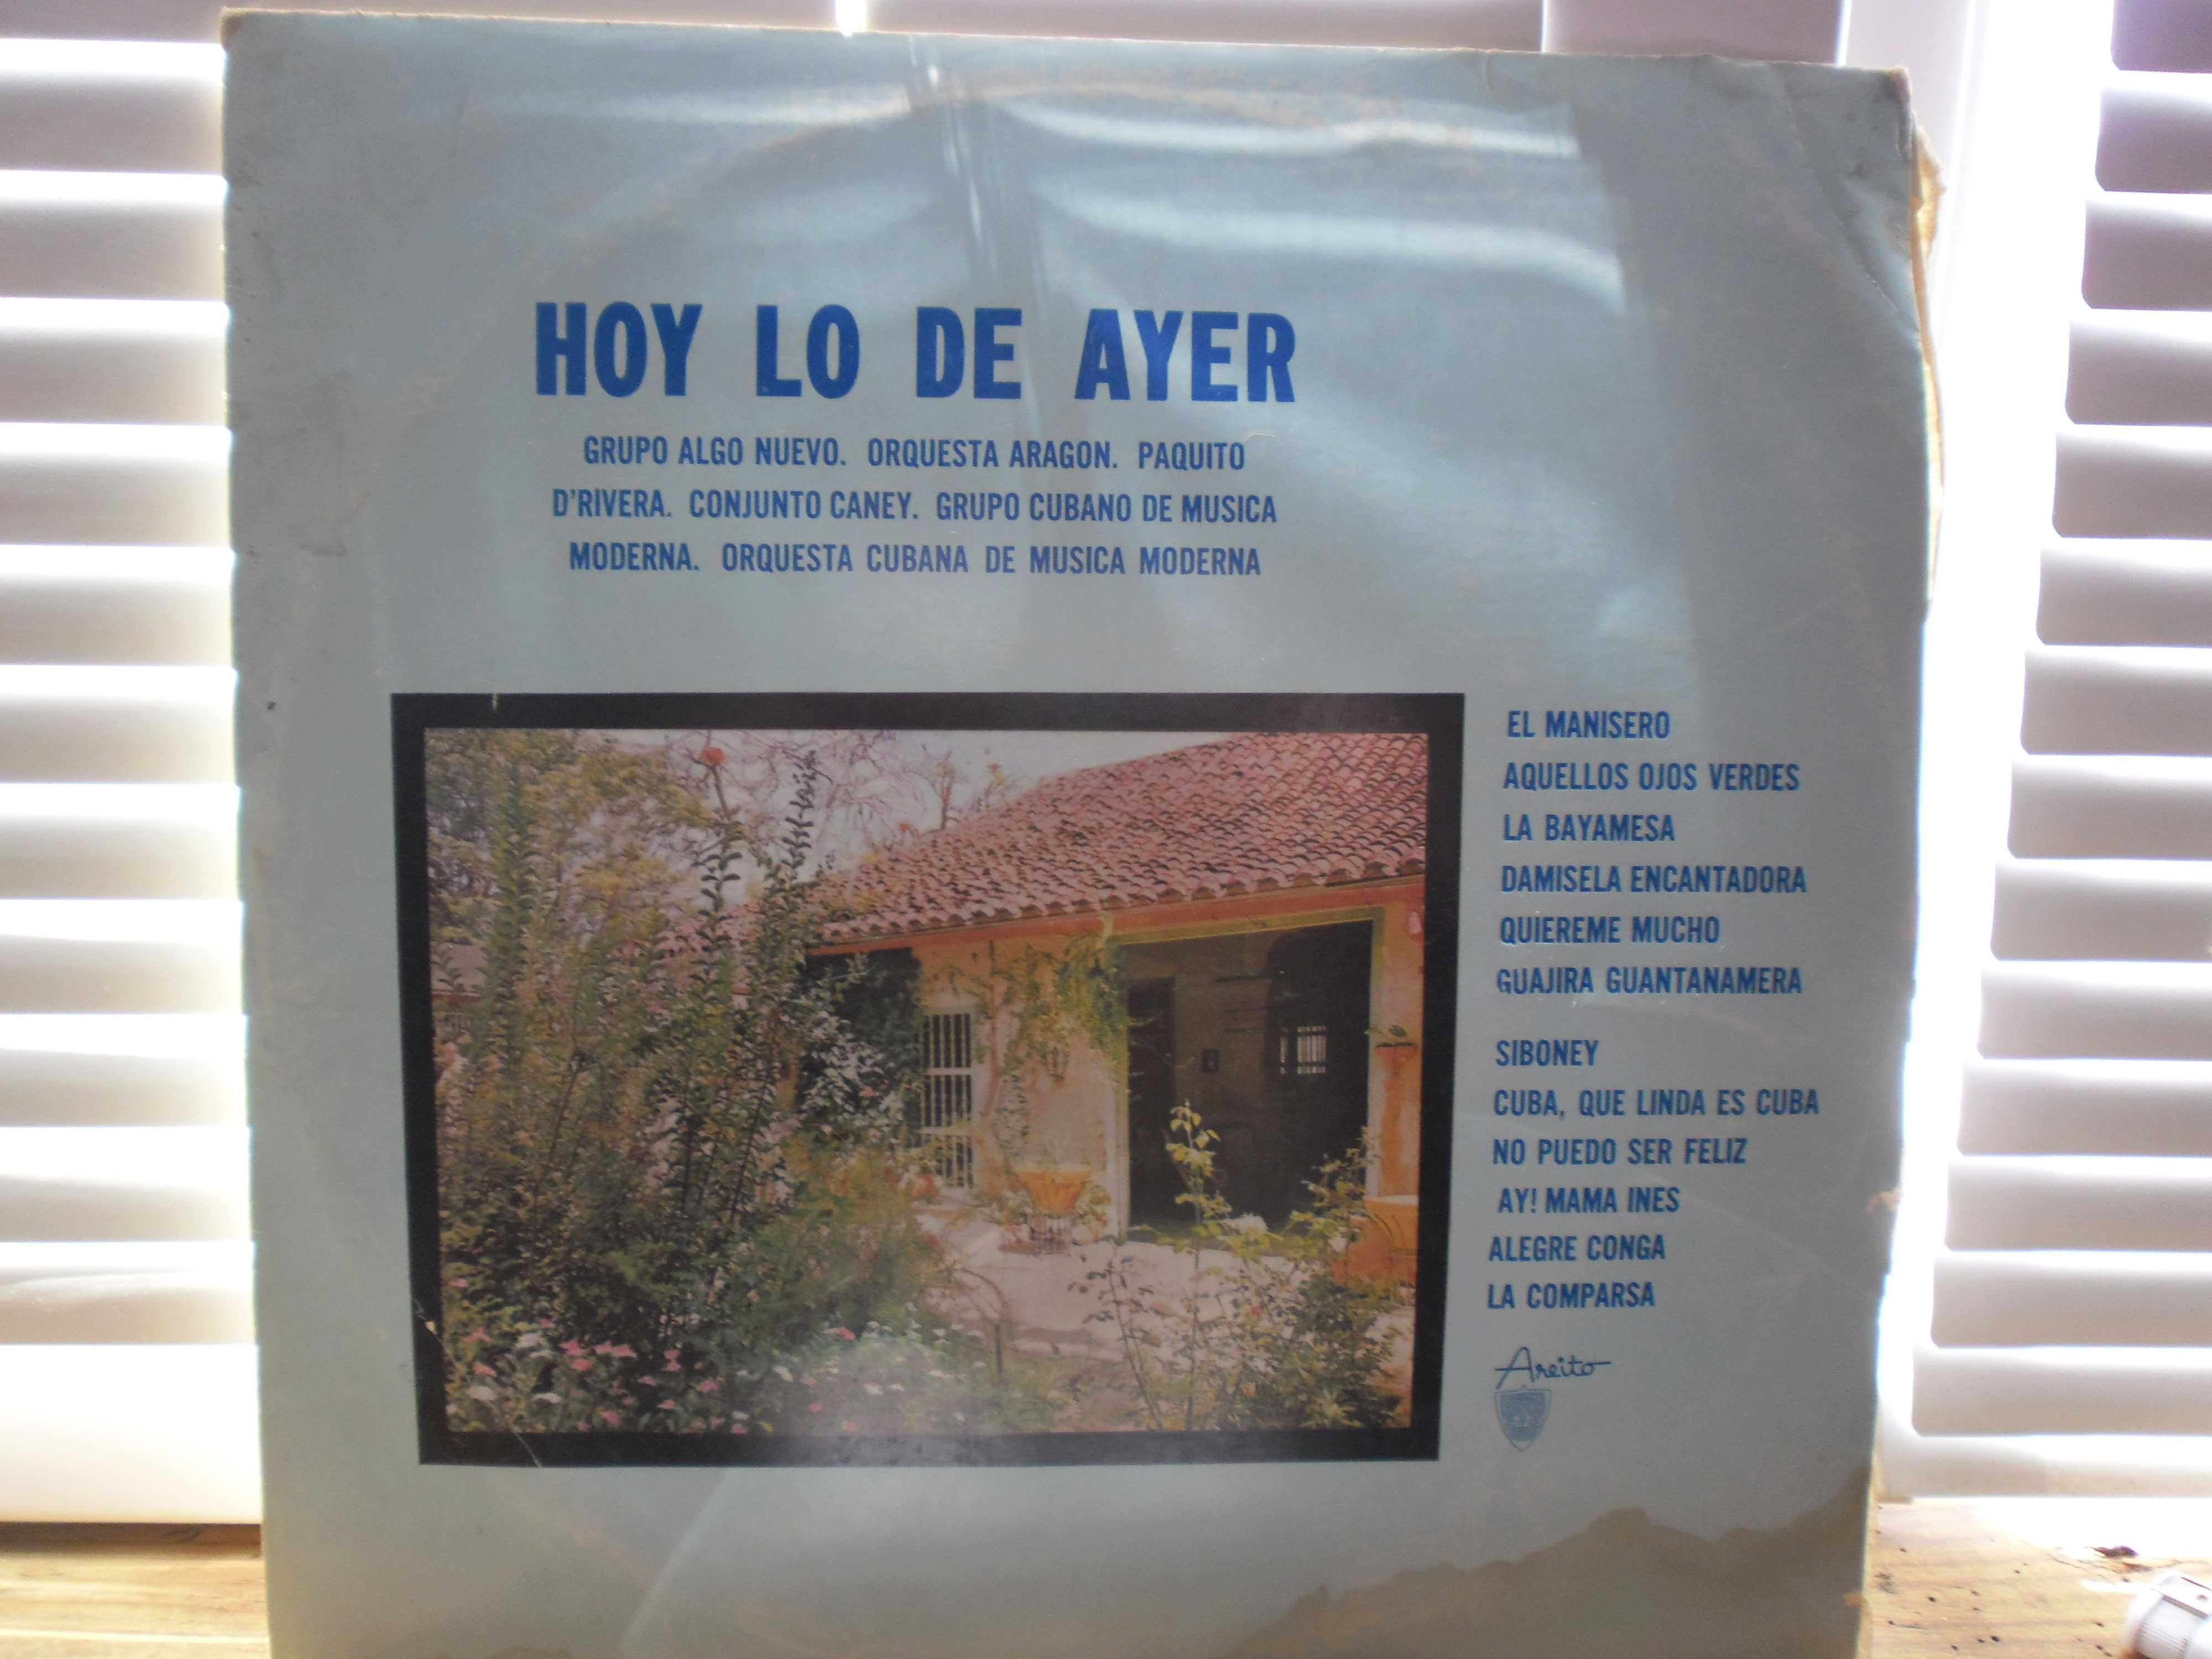 HOY LO DE AYER
GRUPO ALGO NUEVO. ORQUESTA ARAGON. PAQUITO
D'RIVERA. CONJUNTO CANEY. GRUPO CUBANO DE MUSICA
MODERNA. ORQUESTA CUBANA DE MUSICA MODERNA
EL MANISERO
AQUELLOS OJOS VERDES
LA BAYAMESA
DAMISELA ENCANTADORA
QUIEREME MUCHO
GUAJIRA GUANTANAMERA
SIBONEY
CUBA, QUE LINDA ES CUBA
NO PUEDO SER FELIZ
AY! MAMA INES
ALEGRE CONGA
LA COMPARSA
Areito